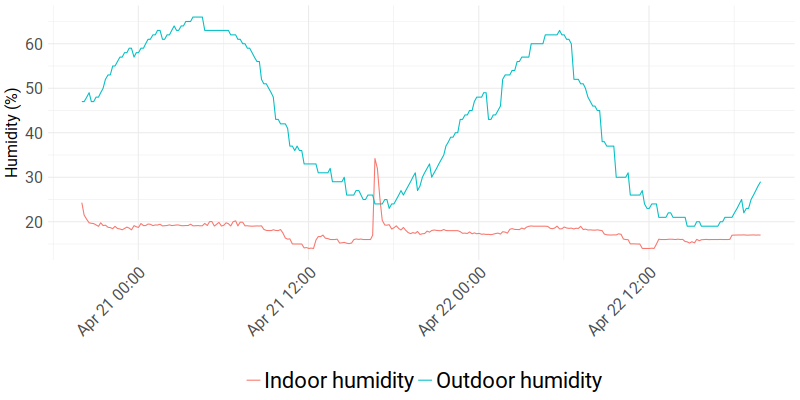 Humidity (%)
60
50
40
30
20
Apr 21 00:00
Apr 21 12:00
Apr 22 00:00
Apr 22 12:00
Indoor humidity
Outdoor humidity